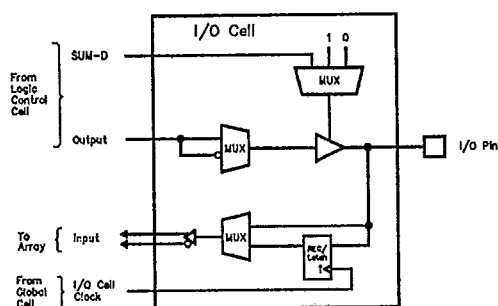 I/O Cell
SUM-D
1 0
MUX
From
Logic
Control
Cell
Output
MUX
I/O Pin
To
Array
Input
MUX
REG/
Latch
From
Global
Cell
I/O Cell
Clock